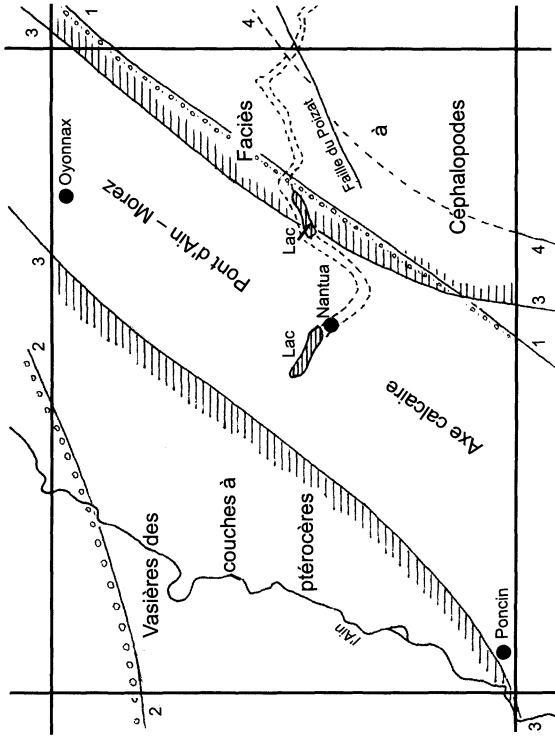 3
1
2
3
Oyonnax
Vasières des
couches à
ptérocères
l'Ain
2
Poncin
3
Axe calcaire
Pont d'Ain – Morez
Lac
Nantua
Lac
Faciès
à
Céphalopodes
Faille du Poizat
4
1
3
4